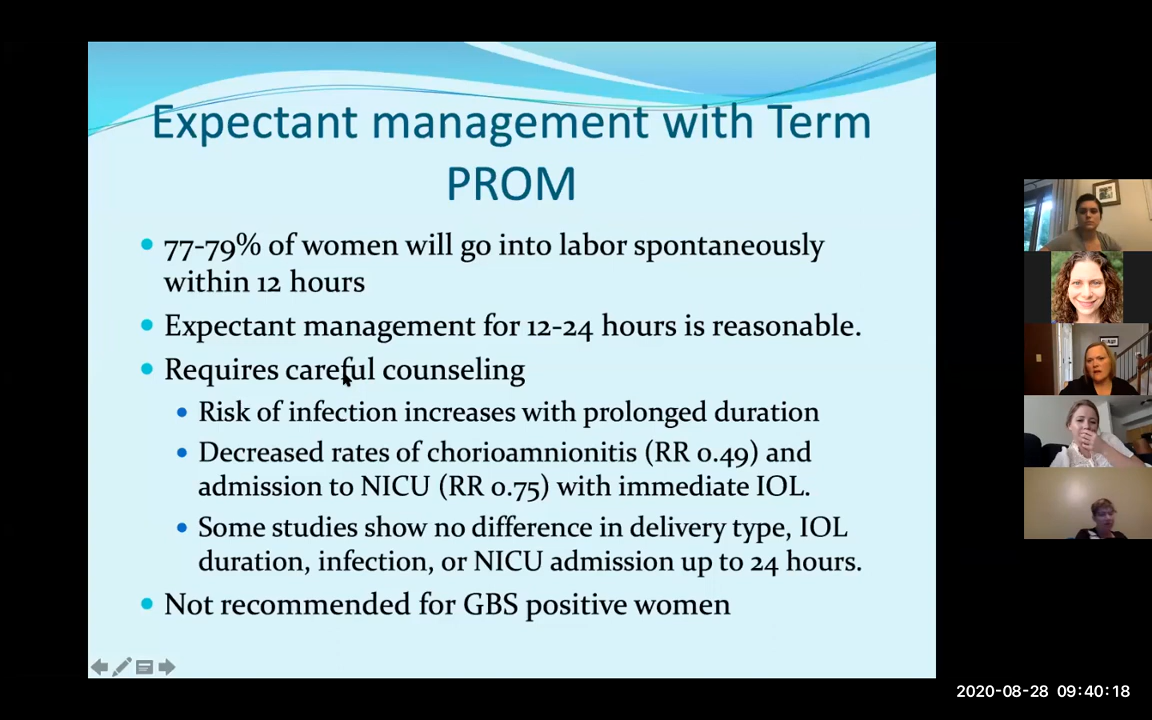 Expectant management with Term
PROM
77-79% of women will go into labor spontaneously
within 12 hours
Expectant management for 12-24 hours is reasonable.
Requires careful counseling
Risk of infection increases with prolonged duration
Decreased rates of chorioamnionitis (RR 0.49) and
admission to NICU (RR 0.75) with immediate IOL.
Some studies show no difference in delivery type, IOL
duration, infection, or NICU admission up to 24 hours.
Not recommended for GBS positive women
2020-08-28 09:40:18